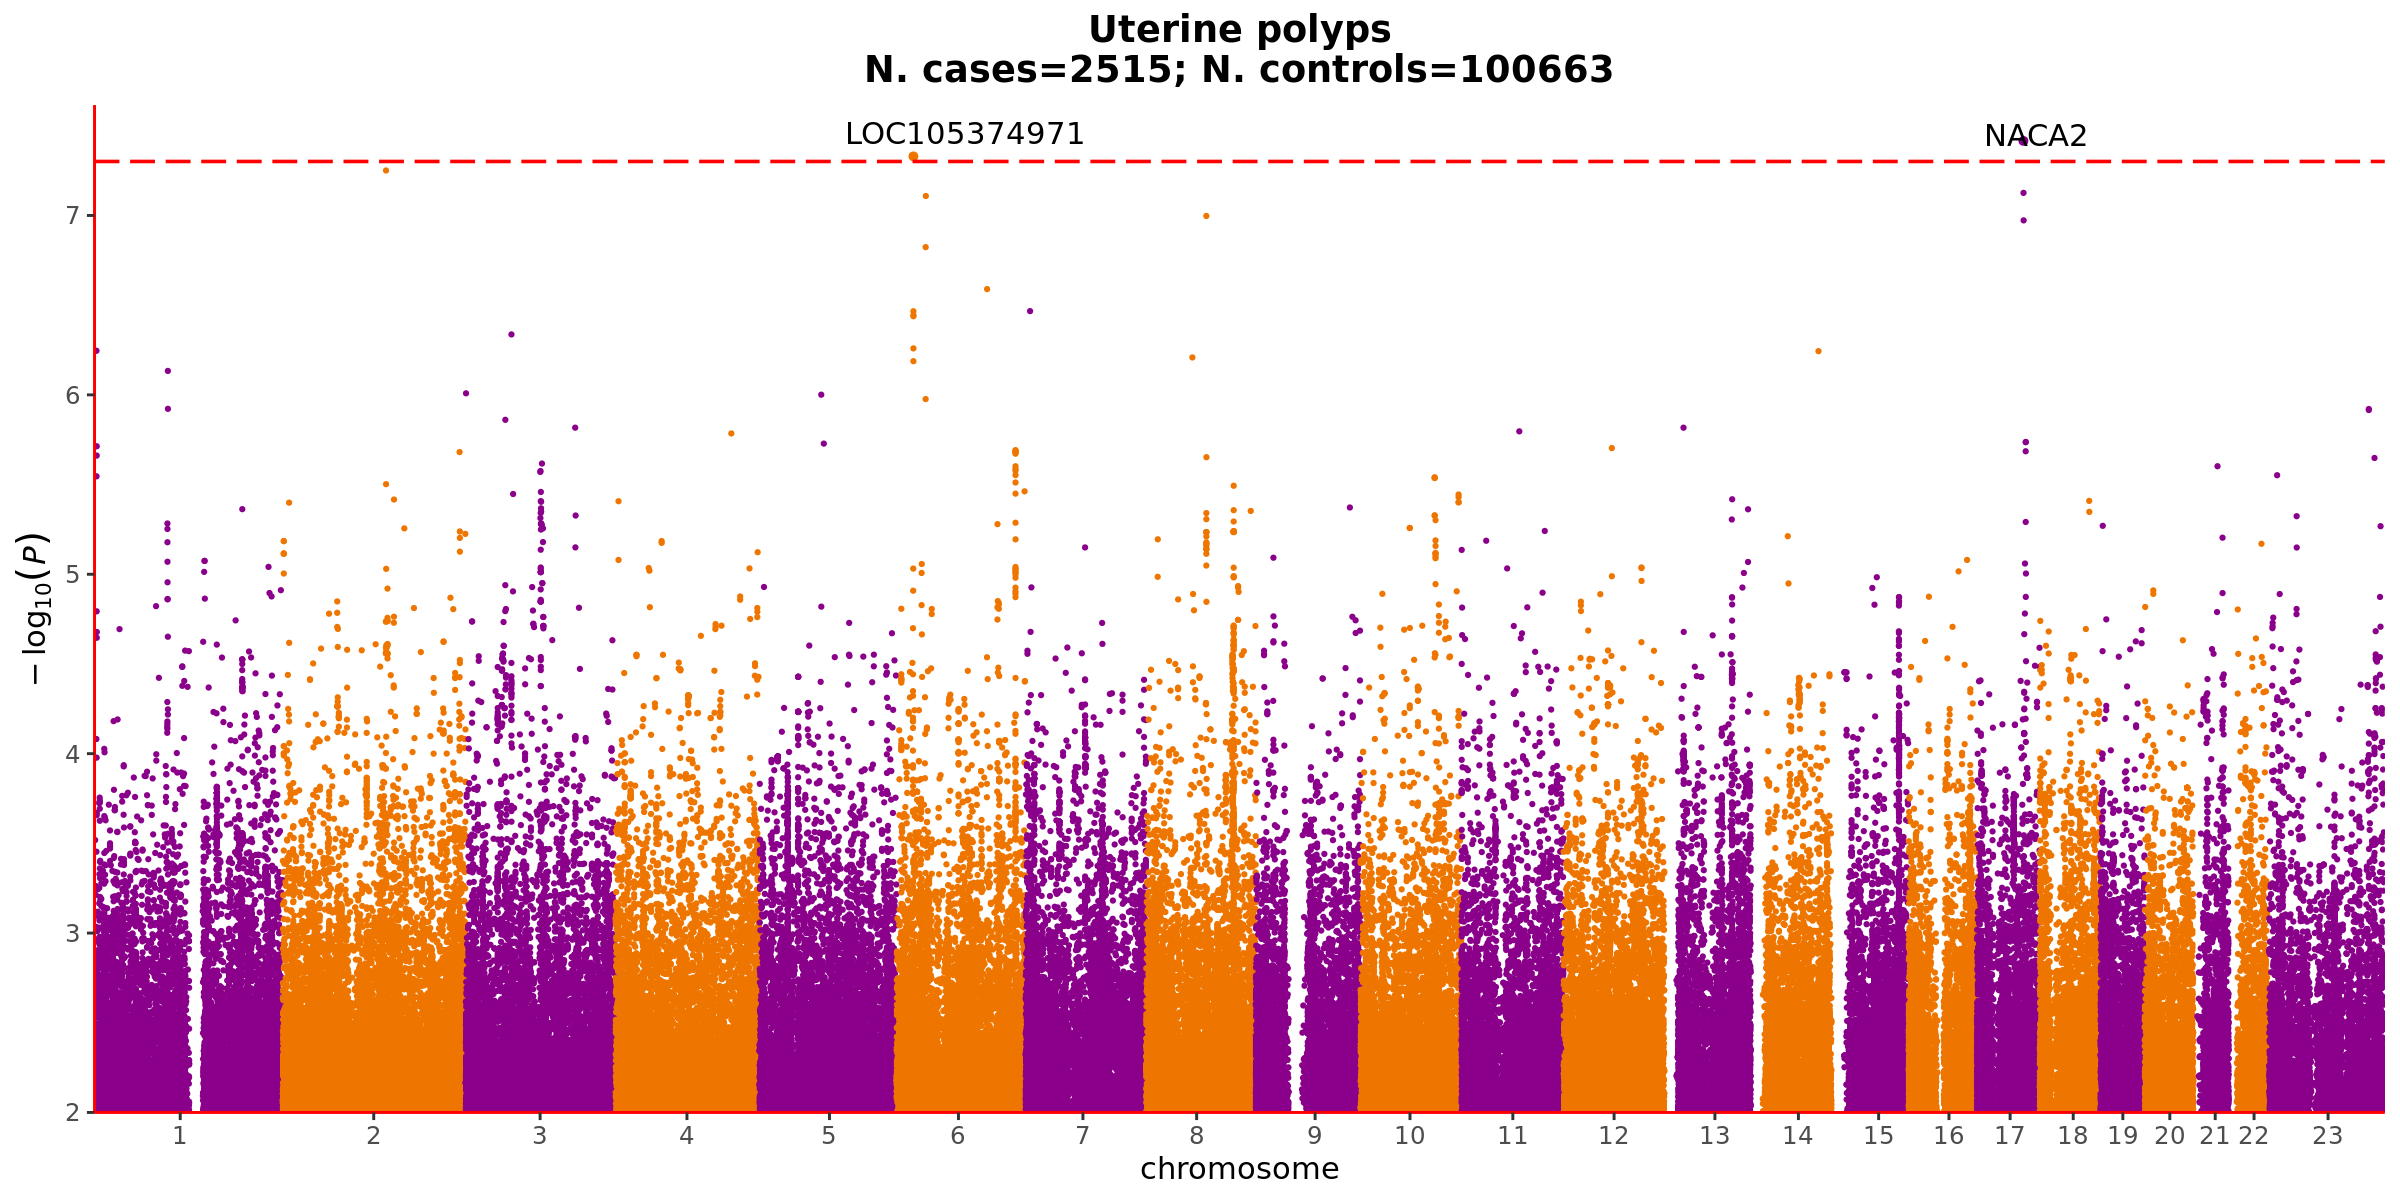 Uterine polyps
N. cases=2515; N. controls=100663
LOC105374971
NACA2
7
6
5
4
3
2
−log10(P)
1 2 3 4 5 6 7 8 9 10 11 12 13 14 15 16 17 18 19 20 21 22 23
chromosome